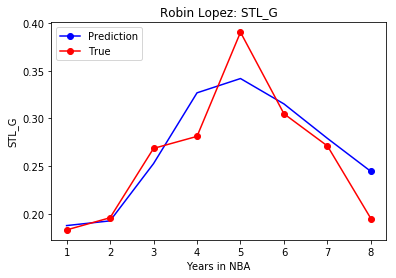 Robin Lopez: STL_G
Prediction
True
0.40
0.35
0.30
0.25
0.20
STL_G
1 2 3 4 5 6 7 8
Years in NBA